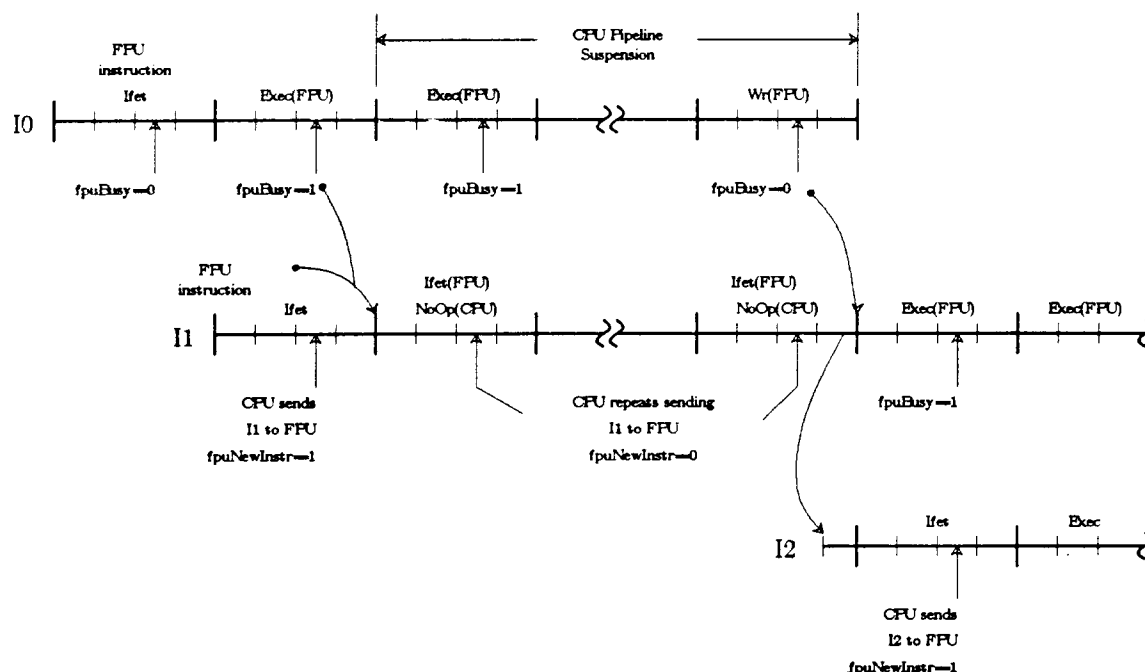 CPU Pipeline
Suspension
FPU
instruction
Ifet
Exec(FPU)
Exec(FPU)
Wr(FPU)
I0
fpuBusy=0
fpuBusy=1
fpuBusy=1
fpuBusy=0
FPU
instruction
Ifet
Ifet(FPU)
NoOp(CPU)
Ifet(FPU)
NoOp(CPU)
Exec(FPU)
Exec(FPU)
I1
CPU sends
I1 to FPU
fpuNewInstr=1
CPU repeats sending
I1 to FPU
fpuNewInstr=0
fpuBusy=1
Ifet
Exec
I2
CPU sends
I2 to FPU
fpuNewInstr=1